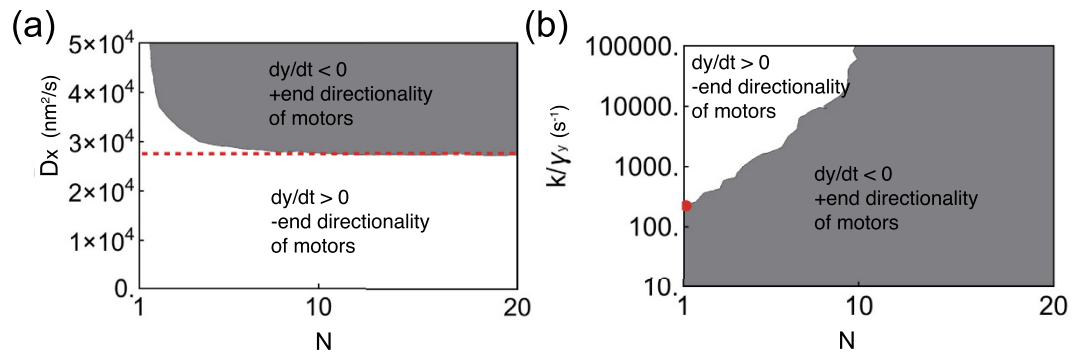 (a)
5×10⁴
4×10⁴
3×10⁴
2×10⁴
1×10⁴
0.
Dx (nm²/s)
dy/dt < 0
+end directionality
of motors
dy/dt > 0
-end directionality
of motors
1
10
20
N
(b)
100000.
10000.
1000.
100.
10.
k/γy (s⁻¹)
dy/dt > 0
-end directionality
of motors
dy/dt < 0
+end directionality
of motors
1
10
20
N